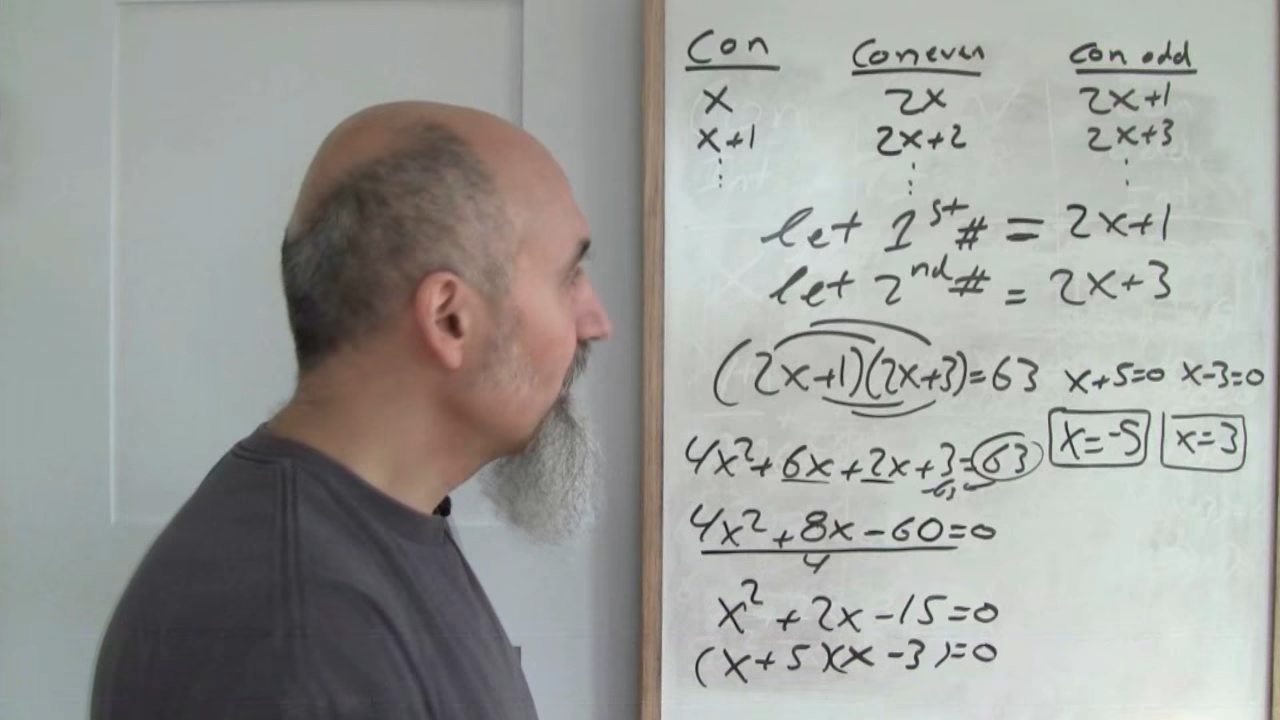 Con Con even Con odd
x 2x 2x+1
x+1 2x+2 2x+3
⋮ ⋮ ⋮
let 1st # = 2x+1
let 2nd # = 2x+3
(2x+1)(2x+3)=63 x+5=0 x-3=0
x=-5 x=3
4x²+6x+2x+3=63
4x²+8x-60=0
4
x²+2x-15=0
(x+5)(x-3)=0